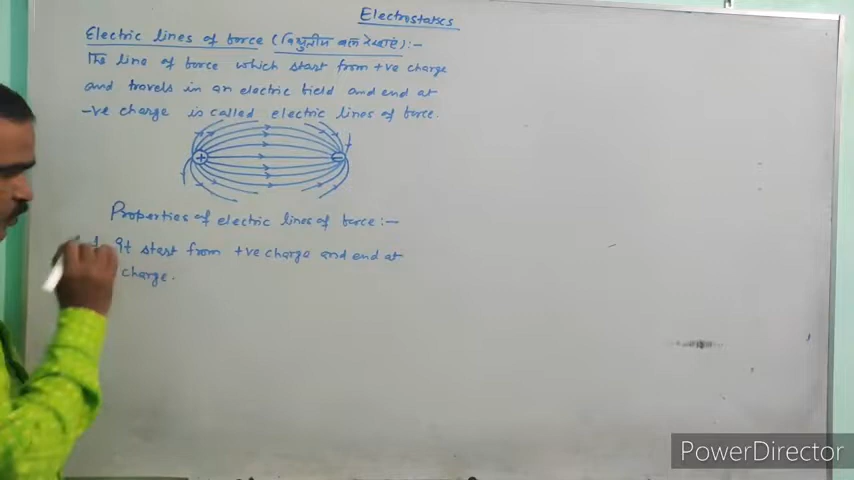 Electrostatics
Electric lines of force (विद्युतीय बल रेखाएं):-
The line of force which start from +ve charge
and travels in an electric field and end at
-ve charge is called electric lines of force.
+ -
Properties of electric lines of force:-
It start from +ve charge and end at
charge.
PowerDirector